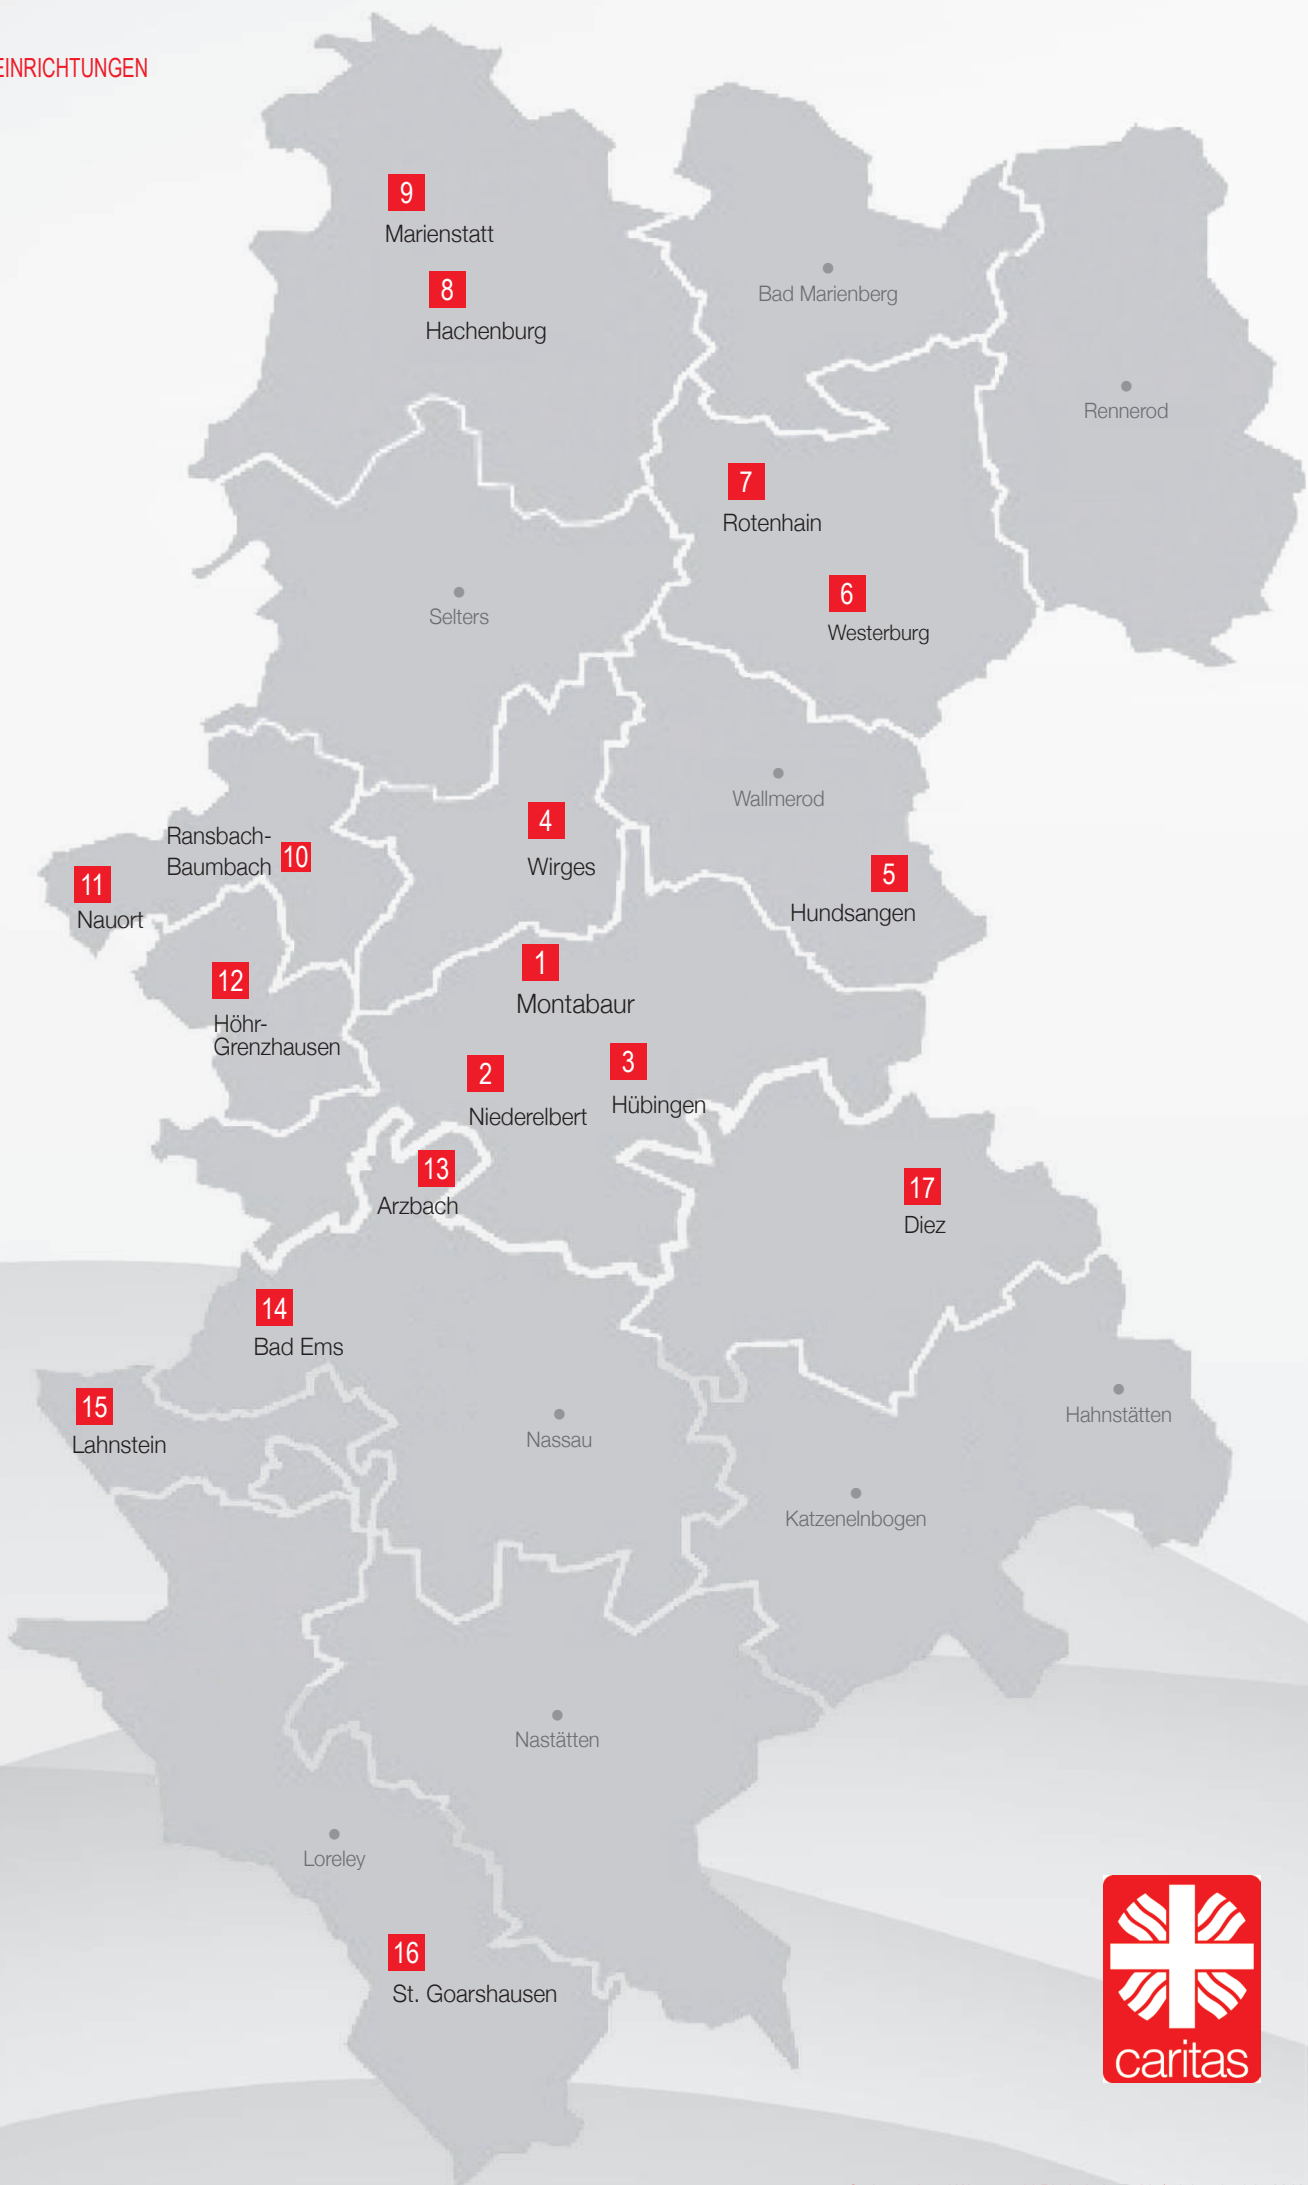 EINRICHTUNGEN
9
Marienstatt
8
Hachenburg
Bad Marienberg
Rennerod
7
Rotenhain
6
Westerburg
Selters
Wallmerod
4
Wirges
Ransbach-
Baumbach 10
5
Hundsangen
11
Nauort
1
Montabaur
12
Höhr-
Grenzhausen
2
Niederelbert
3
Hübingen
13
Arzbach
17
Diez
14
Bad Ems
15
Lahnstein
Nassau
Hahnstätten
Katzenelnbogen
Nastätten
Loreley
16
St. Goarshausen
caritas